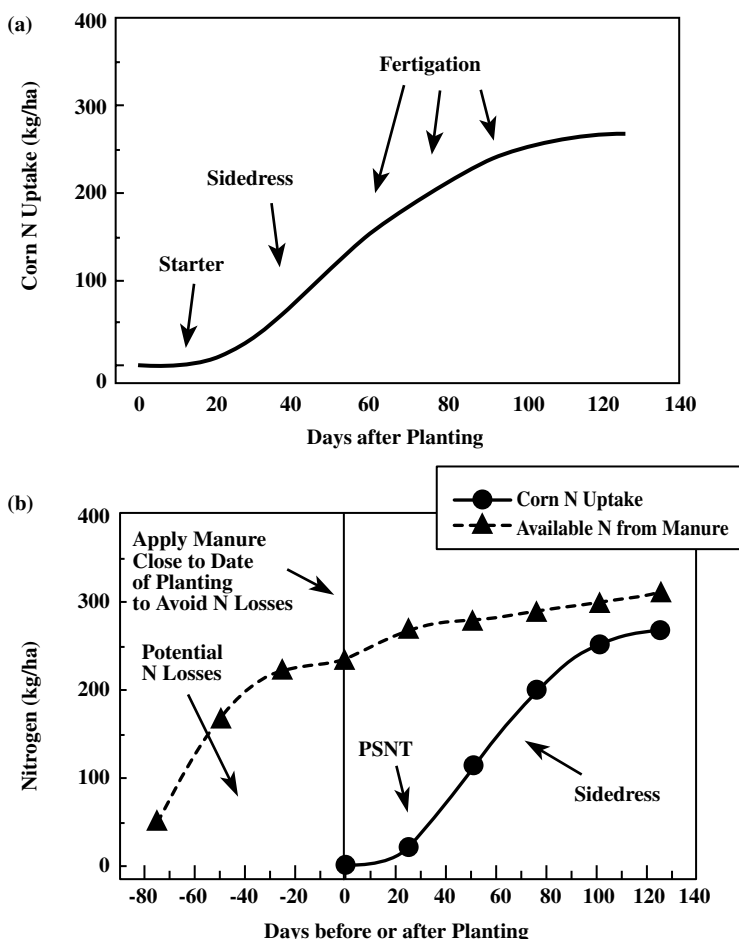 (a)
400
300
200
100
0
Corn N Uptake (kg/ha)
Fertigation
Sidedress
Starter
0 20 40 60 80 100 120 140
Days after Planting
(b)
Corn N Uptake
Available N from Manure
400
300
200
100
0
Nitrogen (kg/ha)
Apply Manure
Close to Date
of Planting
to Avoid N Losses
Potential
N Losses
PSNT
Sidedress
-80 -60 -40 -20 0 20 40 60 80 100 120 140
Days before or after Planting